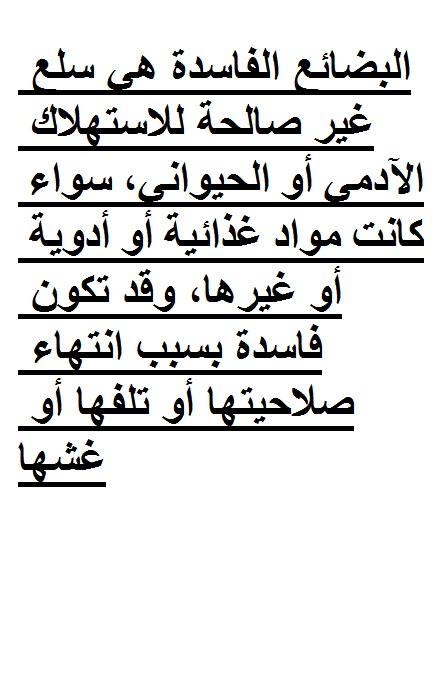 البضائع الفاسدة هي سلع
غير صالحة للاستهلاك
الآدمي أو الحيواني، سواء
كانت مواد غذائية أو أدوية
أو غيرها، وقد تكون
فاسدة بسبب انتهاء
صلاحيتها أو تلفها أو
غشها